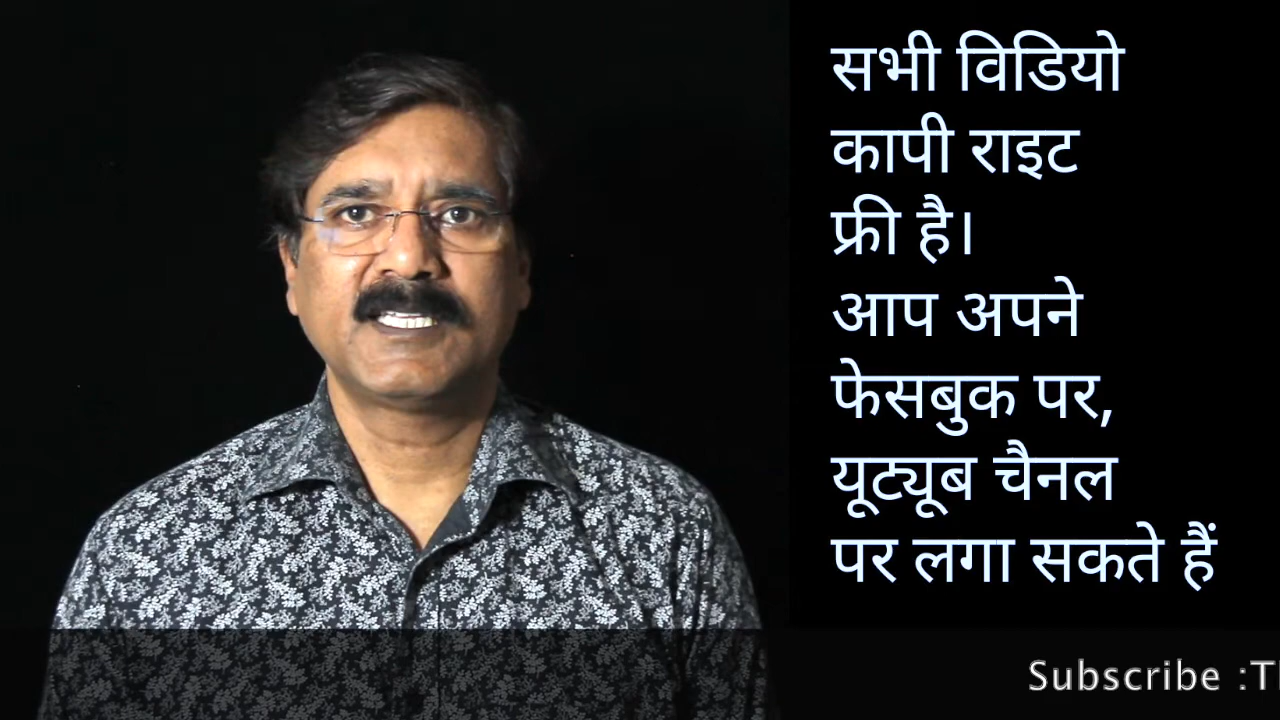 सभी विडियो
कापी राइट
फ्री है।
आप अपने
फेसबुक पर,
यूट्यूब चैनल
पर लगा सकते हैं
Subscribe :